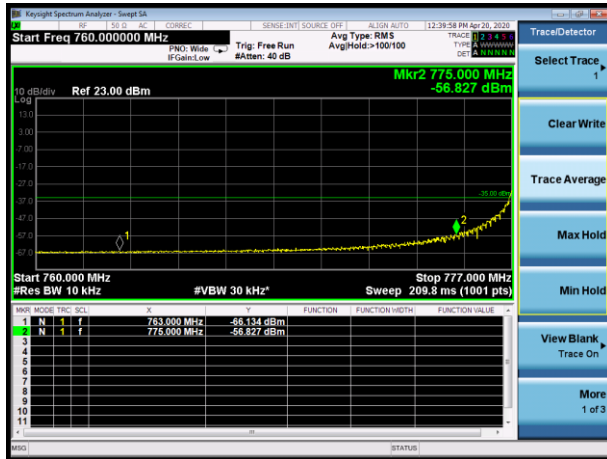 Keysight Spectrum Analyzer - Swept SA
RF 50 Ω AC CORREC SENSE:INT SOURCE OFF ALIGN AUTO 12:39:58 PM Apr 20, 2020
Start Freq 760.000000 MHz
PNO: Wide
IFGain:Low
Trig: Free Run
#Atten: 40 dB
Avg Type: RMS
Avg|Hold:>100/100
TRACE 1 2 3 4 5 6
TYPE A WWWWW
DET A NNNNN
Mkr2 775.000 MHz
-56.827 dBm
10 dB/div Ref 23.00 dBm
Log
13.0
3.00
-7.00
-17.0
-27.0
-35.00 dBm
-37.0
-47.0
-57.0
-67.0
1
2
Start 760.000 MHz Stop 777.000 MHz
#Res BW 10 kHz #VBW 30 kHz* Sweep 209.8 ms (1001 pts)
MKR MODE TRC SCL X Y FUNCTION FUNCTION WIDTH FUNCTION VALUE
1 N 1 f 763.000 MHz -66.134 dBm
2 N 1 f 775.000 MHz -56.827 dBm
3
4
5
6
7
8
9
10
11
MSG STATUS
Trace/Detector
Select Trace
1
Clear Write
Trace Average
Max Hold
Min Hold
View Blank
Trace On
More
1 of 3